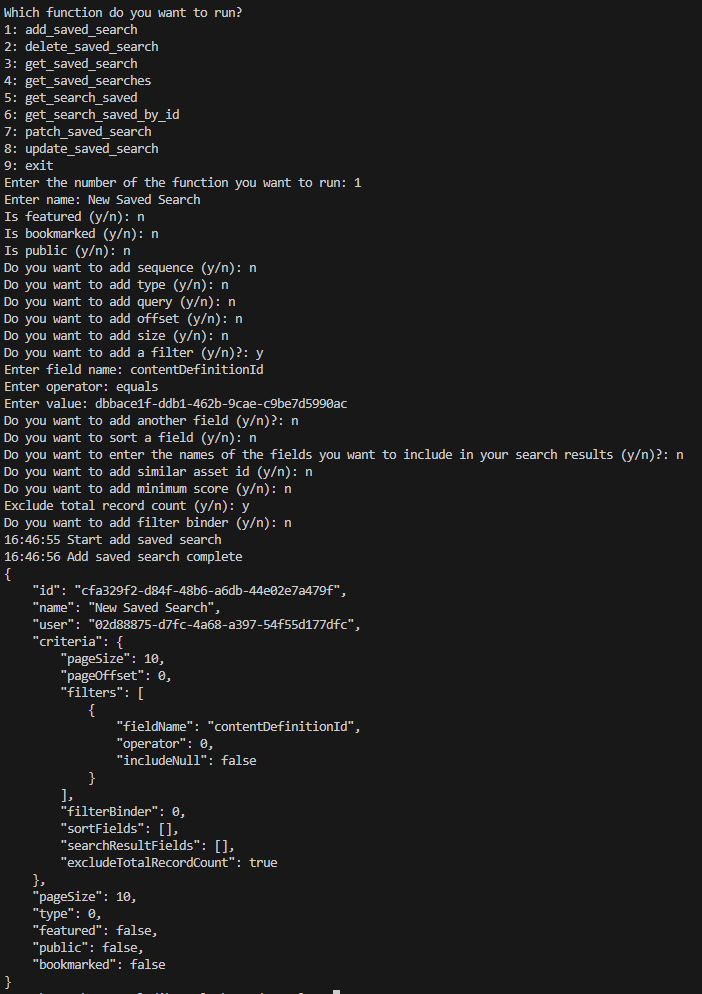 Which function do you want to run?
1: add_saved_search
2: delete_saved_search
3: get_saved_search
4: get_saved_searches
5: get_search_saved
6: get_search_saved_by_id
7: patch_saved_search
8: update_saved_search
9: exit
Enter the number of the function you want to run: 1
Enter name: New Saved Search
Is featured (y/n): n
Is bookmarked (y/n): n
Is public (y/n): n
Do you want to add sequence (y/n): n
Do you want to add type (y/n): n
Do you want to add query (y/n): n
Do you want to add offset (y/n): n
Do you want to add size (y/n): n
Do you want to add a filter (y/n)?: y
Enter field name: contentDefinitionId
Enter operator: equals
Enter value: dbbace1f-ddb1-462b-9cae-c9be7d5990ac
Do you want to add another field (y/n)?: n
Do you want to sort a field (y/n): n
Do you want to enter the names of the fields you want to include in your search results (y/n)?: n
Do you want to add similar asset id (y/n): n
Do you want to add minimum score (y/n): n
Exclude total record count (y/n): y
Do you want to add filter binder (y/n): n
16:46:55 Start add saved search
16:46:56 Add saved search complete
{
    "id": "cfa329f2-d84f-48b6-a6db-44e02e7a479f",
    "name": "New Saved Search",
    "user": "02d88875-d7fc-4a68-a397-54f55d177dfc",
    "criteria": {
        "pageSize": 10,
        "pageOffset": 0,
        "filters": [
            {
                "fieldName": "contentDefinitionId",
                "operator": 0,
                "includeNull": false
            }
        ],
        "filterBinder": 0,
        "sortFields": [],
        "searchResultFields": [],
        "excludeTotalRecordCount": true
    },
    "pageSize": 10,
    "type": 0,
    "featured": false,
    "public": false,
    "bookmarked": false
}